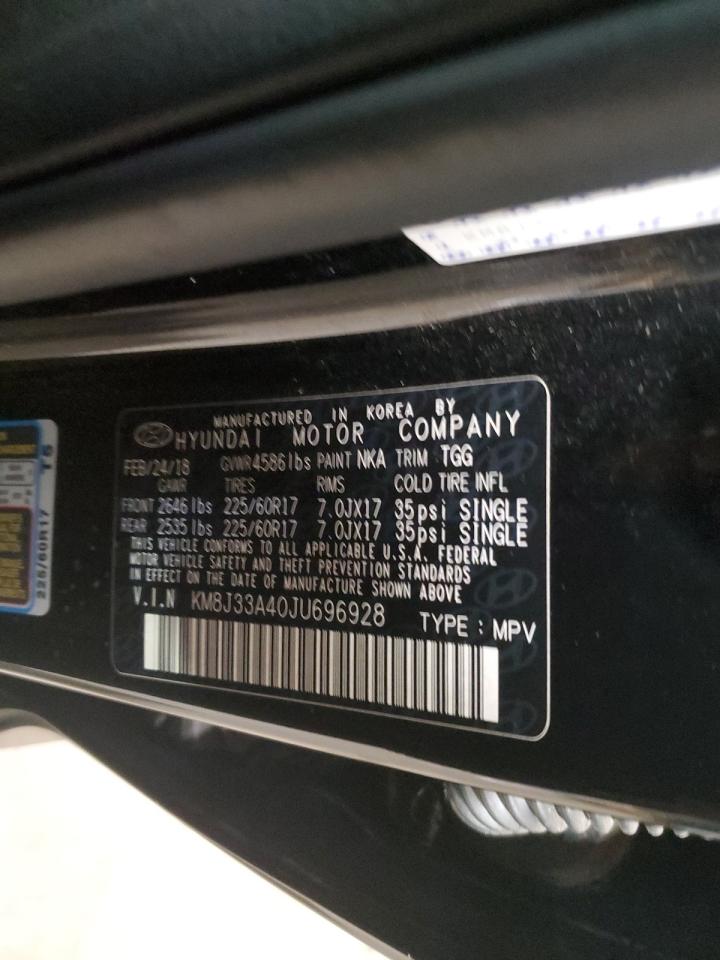 MANUFACTURED IN KOREA BY
HYUNDAI MOTOR COMPANY
FEB/24/18 GVWR4586lbs PAINT NKA TRIM TGG
GAWR TIRES RIMS COLD TIRE INFL
FRONT 2646lbs 225/60R17 7.0JX17 35psi SINGLE
REAR 2535lbs 225/60R17 7.0JX17 35psi SINGLE
THIS VEHICLE CONFORMS TO ALL APPLICABLE U.S.A. FEDERAL
MOTOR VEHICLE SAFETY AND THEFT PREVENTION STANDARDS
IN EFFECT ON THE DATE OF MANUFACTURE SHOWN ABOVE
V.I.N KM8J33A40JU696928 TYPE : MPV
225/60R17 T5